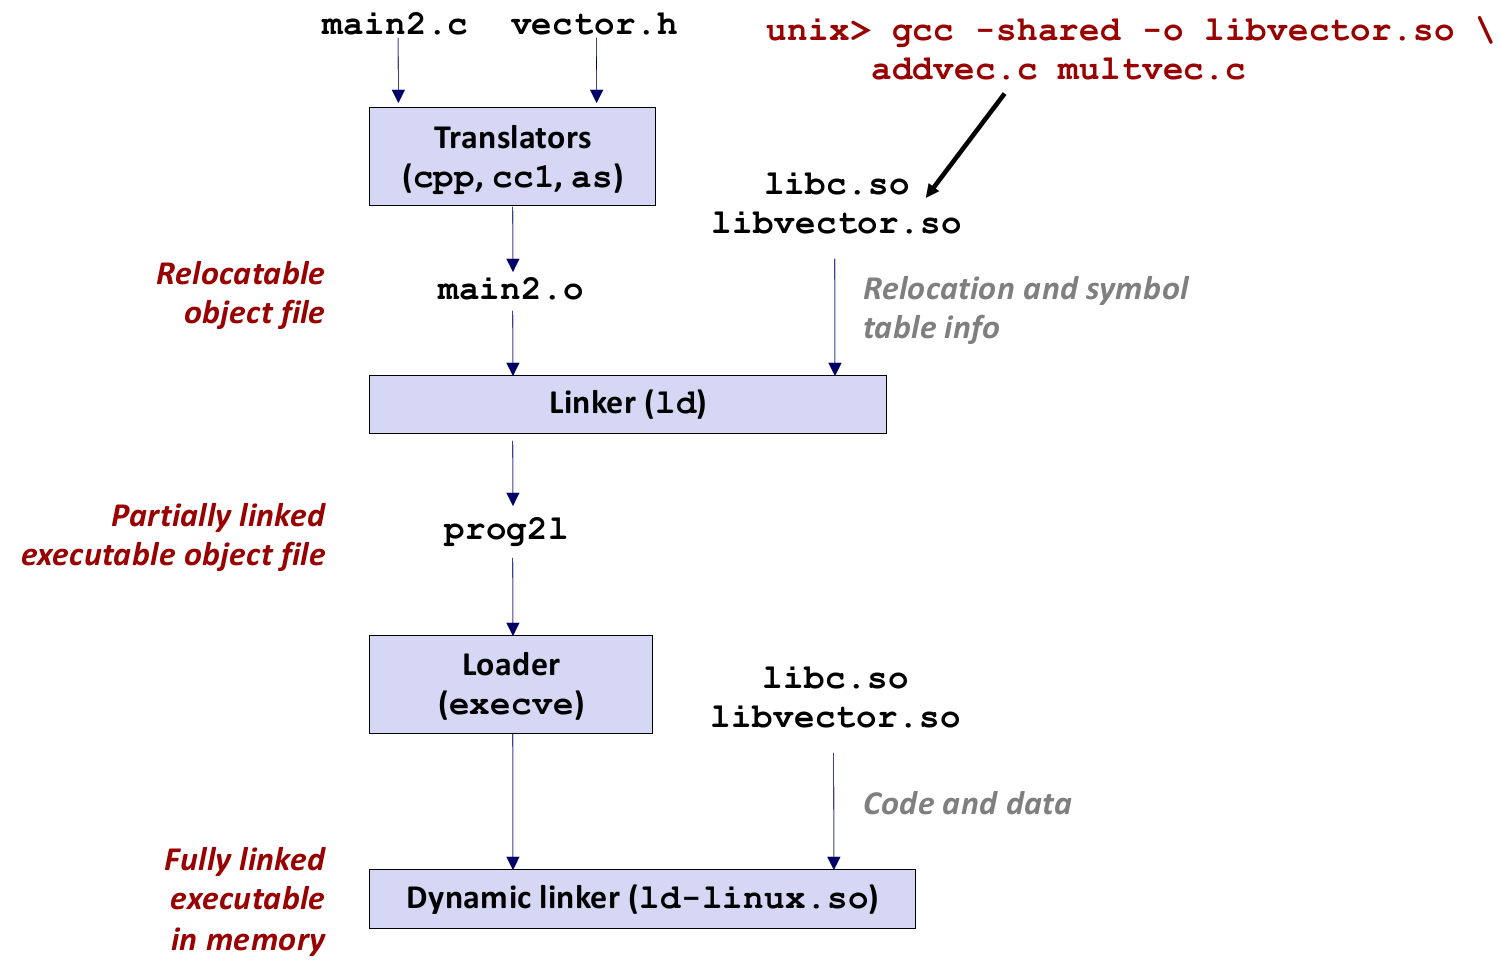 main2.c vector.h
unix> gcc -shared -o libvector.so \
addvec.c multvec.c
Translators
(cpp, cc1, as)
libc.so
libvector.so
Relocatable
object file
main2.o
Relocation and symbol
table info
Linker (ld)
Partially linked
executable object file
prog2l
Loader
(execve)
libc.so
libvector.so
Code and data
Fully linked
executable
in memory
Dynamic linker (ld-linux.so)